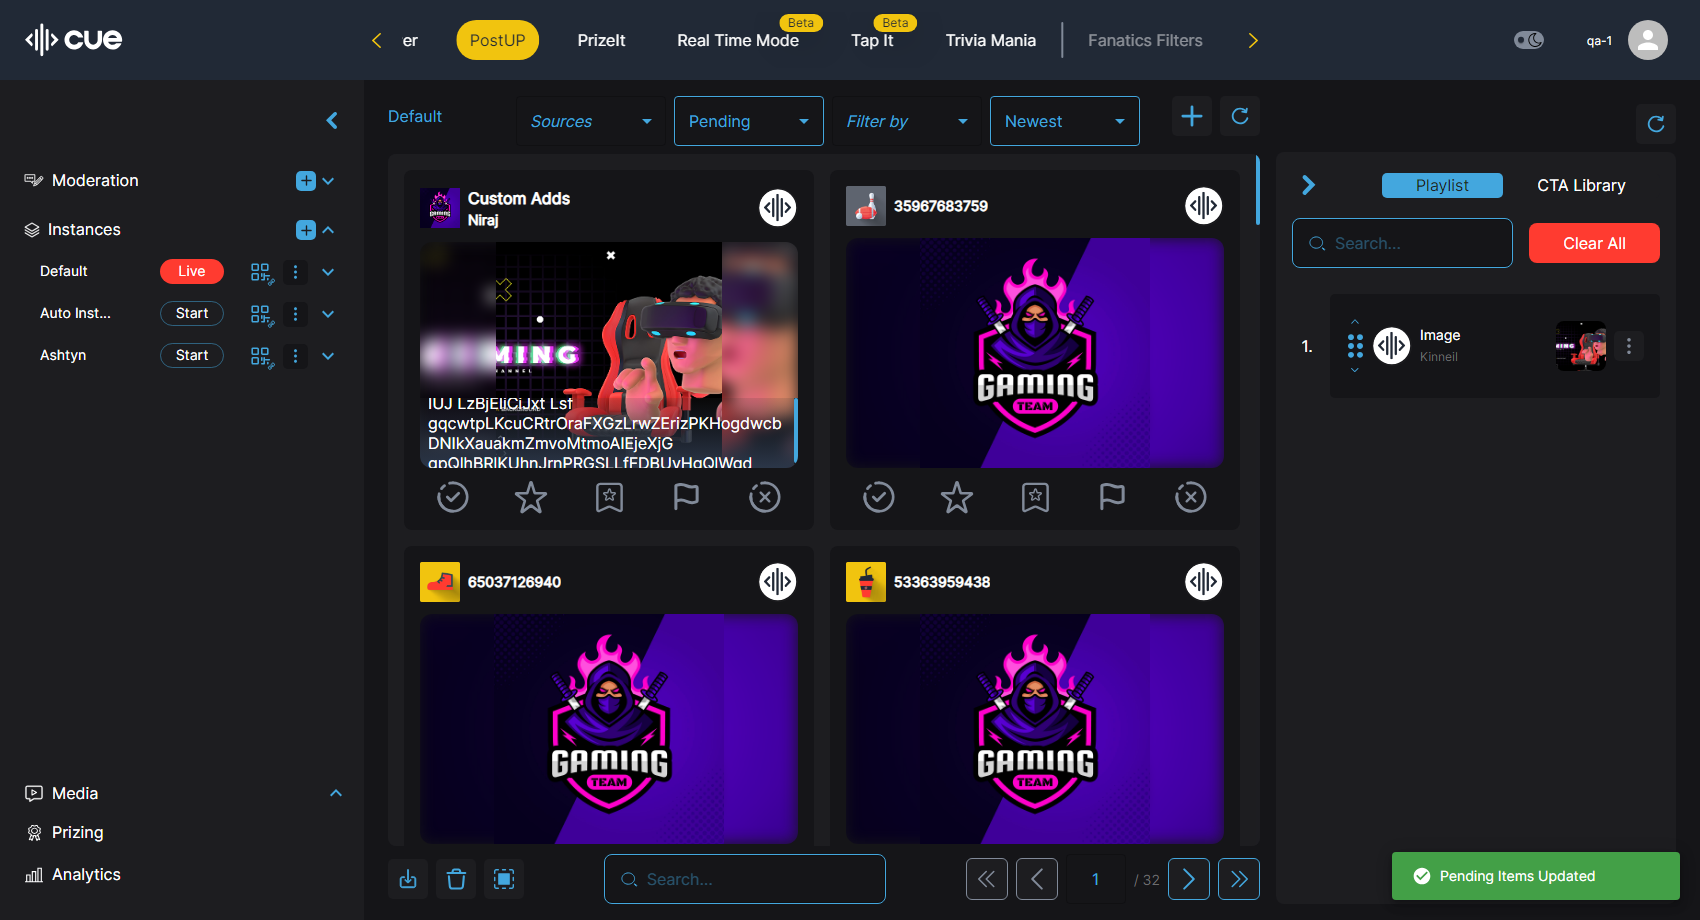 cue
er
PostUP
PrizeIt
Real Time Mode
Beta
Tap It
Beta
Trivia Mania
Fanatics Filters
qa-1
Default
Sources
Pending
Filter by
Newest
Moderation
Instances
Default
Live
Auto Inst...
Start
Ashtyn
Start
Media
Prizing
Analytics
Custom Adds
Niraj
MING
CHANNEL
IUJ LzBjEliCiJxt Lsf
gqcwtpLKcuCRtrOraFXGzLrwZErizPKHogdwcb
DNIkXauakmZmvoMtmoAIEjeXjG
35967683759
GAMING
TEAM
65037126940
GAMING
TEAM
53363959438
GAMING
TEAM
Search...
1
/ 32
Playlist
CTA Library
Search...
Clear All
1.
Image
Kinneil
Pending Items Updated